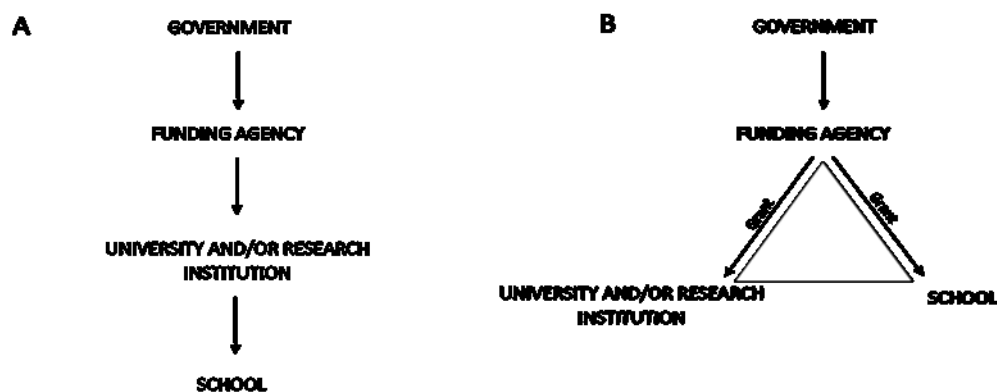 A
GOVERNMENT
FUNDING AGENCY
UNIVERSITY AND/OR RESEARCH
INSTITUTION
SCHOOL
B
GOVERNMENT
FUNDING AGENCY
Grant
Grant
UNIVERSITY AND/OR RESEARCH
INSTITUTION
SCHOOL